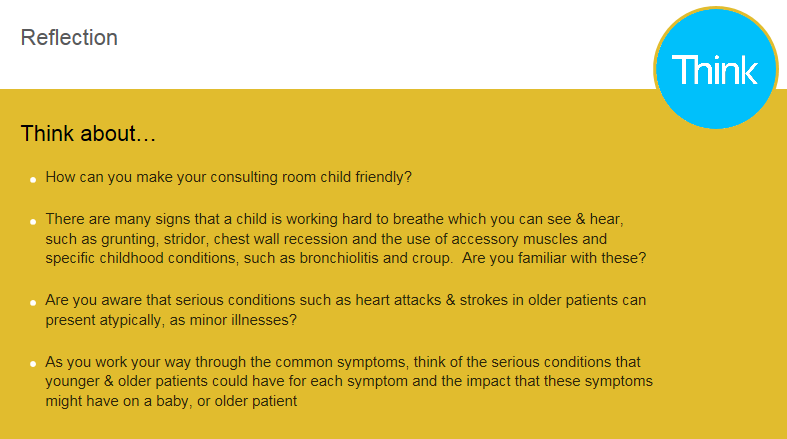 Reflection
Think
Think about…
How can you make your consulting room child friendly?
There are many signs that a child is working hard to breathe which you can see & hear,
such as grunting, stridor, chest wall recession and the use of accessory muscles and
specific childhood conditions, such as bronchiolitis and croup.  Are you familiar with these?
Are you aware that serious conditions such as heart attacks & strokes in older patients can
present atypically, as minor illnesses?
As you work your way through the common symptoms, think of the serious conditions that
younger & older patients could have for each symptom and the impact that these symptoms
might have on a baby, or older patient